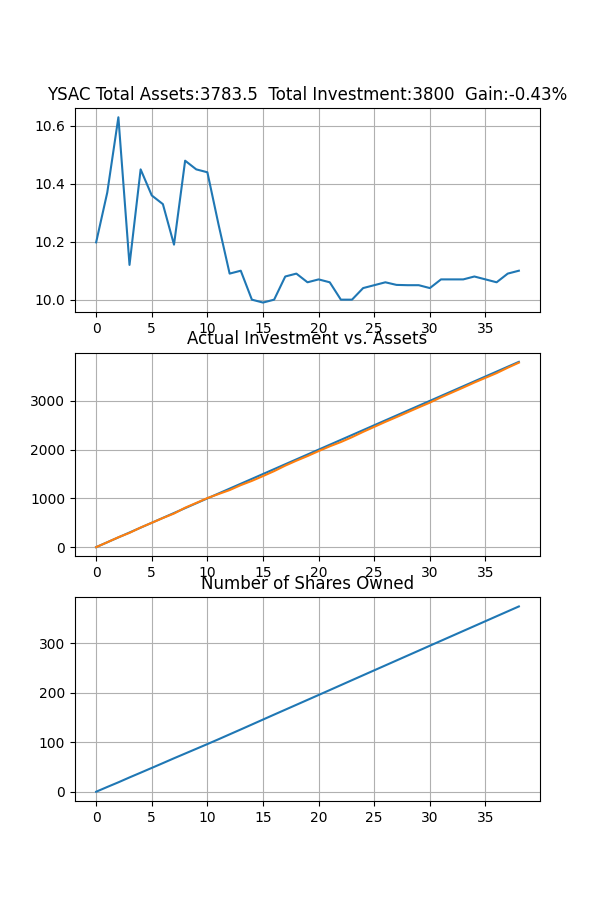 YSAC Total Assets:3783.5  Total Investment:3800  Gain:-0.43%
10.6
10.4
10.2
10.0
0 5 10 15 20 25 30 35
Actual Investment vs. Assets
3000
2000
1000
0
0 5 10 15 20 25 30 35
Number of Shares Owned
300
200
100
0
0 5 10 15 20 25 30 35